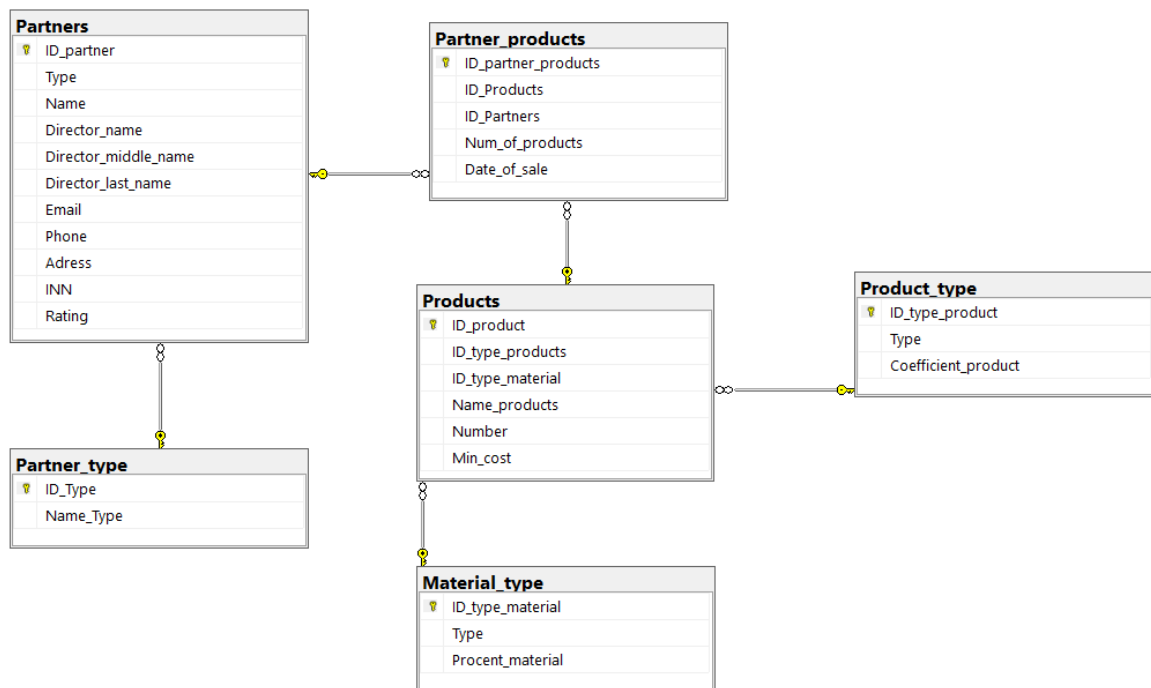 Partners
ID_partner
Type
Name
Director_name
Director_middle_name
Director_last_name
Email
Phone
Adress
INN
Rating
Partner_products
ID_partner_products
ID_Products
ID_Partners
Num_of_products
Date_of_sale
Products
ID_product
ID_type_products
ID_type_material
Name_products
Number
Min_cost
Product_type
ID_type_product
Type
Coefficient_product
Partner_type
ID_Type
Name_Type
Material_type
ID_type_material
Type
Procent_material